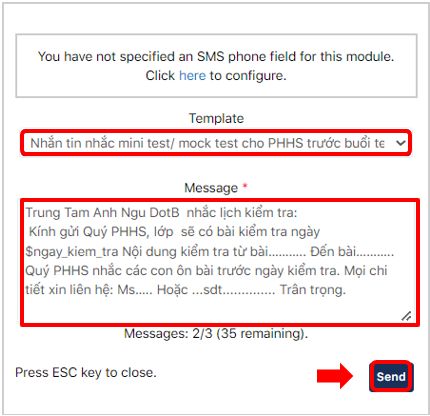 You have not specified an SMS phone field for this module.
Click here to configure.
Template
Nhắn tin nhắc mini test/ mock test cho PHHS trước buổi te
Message *
Trung Tam Anh Ngu DotB  nhắc lịch kiểm tra:
Kính gửi Quý PHHS, lớp  sẽ có bài kiểm tra ngày
$ngay_kiem_tra Nội dung kiểm tra từ bài.......... Đến bài..........
Quý PHHS nhắc các con ôn bài trước ngày kiểm tra. Mọi chi
tiết xin liên hệ: Ms..... Hoặc ...sdt.............. Trân trọng.
Messages: 2/3 (35 remaining).
Press ESC key to close.
Send